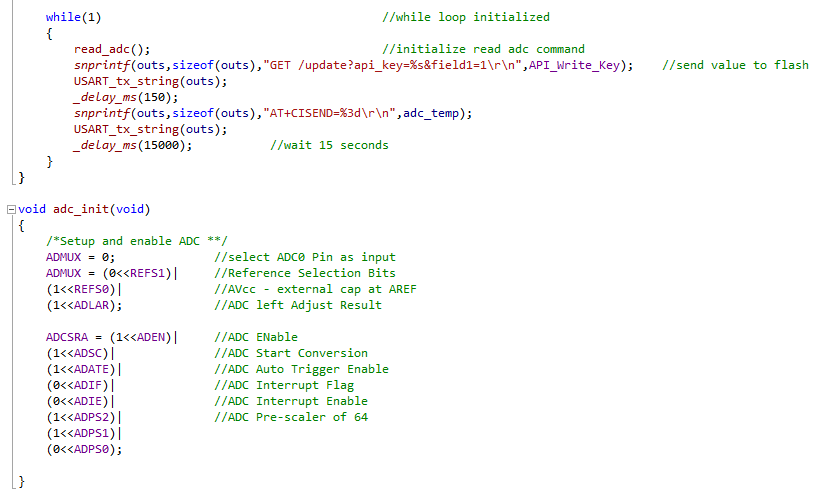 while(1) //while loop initialized
{
read_adc(); //initialize read adc command
snprintf(outs,sizeof(outs),"GET /update?api_key=%s&field1=1\r\n",API_Write_Key); //send value to flash
USART_tx_string(outs);
_delay_ms(150);
snprintf(outs,sizeof(outs),"AT+CISEND=%3d\r\n",adc_temp);
USART_tx_string(outs);
_delay_ms(15000); //wait 15 seconds
}
}
void adc_init(void)
{
/*Setup and enable ADC **/
ADMUX = 0; //select ADC0 Pin as input
ADMUX = (0<<REFS1)| //Reference Selection Bits
(1<<REFS0)| //AVcc - external cap at AREF
(1<<ADLAR); //ADC left Adjust Result
ADCSRA = (1<<ADEN)| //ADC ENable
(1<<ADSC)| //ADC Start Conversion
(1<<ADATE)| //ADC Auto Trigger Enable
(0<<ADIF)| //ADC Interrupt Flag
(0<<ADIE)| //ADC Interrupt Enable
(1<<ADPS2)| //ADC Pre-scaler of 64
(1<<ADPS1)|
(0<<ADPS0);
}